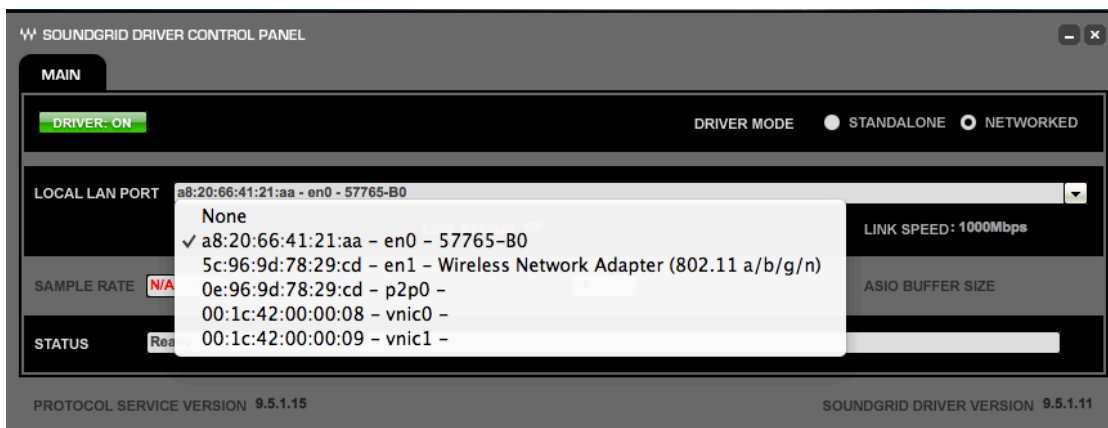 SOUNDGRID DRIVER CONTROL PANEL
MAIN
DRIVER: ON
DRIVER MODE STANDALONE NETWORKED
LOCAL LAN PORT a8:20:66:41:21:aa - en0 - 57765-B0
None
✓ a8:20:66:41:21:aa – en0 – 57765–B0
LINK SPEED: 1000Mbps
5c:96:9d:78:29:cd – en1 – Wireless Network Adapter (802.11 a/b/g/n)
SAMPLE RATE N/A
0e:96:9d:78:29:cd – p2p0 –
ASIO BUFFER SIZE
00:1c:42:00:00:08 – vnic0 –
00:1c:42:00:00:09 – vnic1 –
STATUS
PROTOCOL SERVICE VERSION 9.5.1.15
SOUNDGRID DRIVER VERSION 9.5.1.11